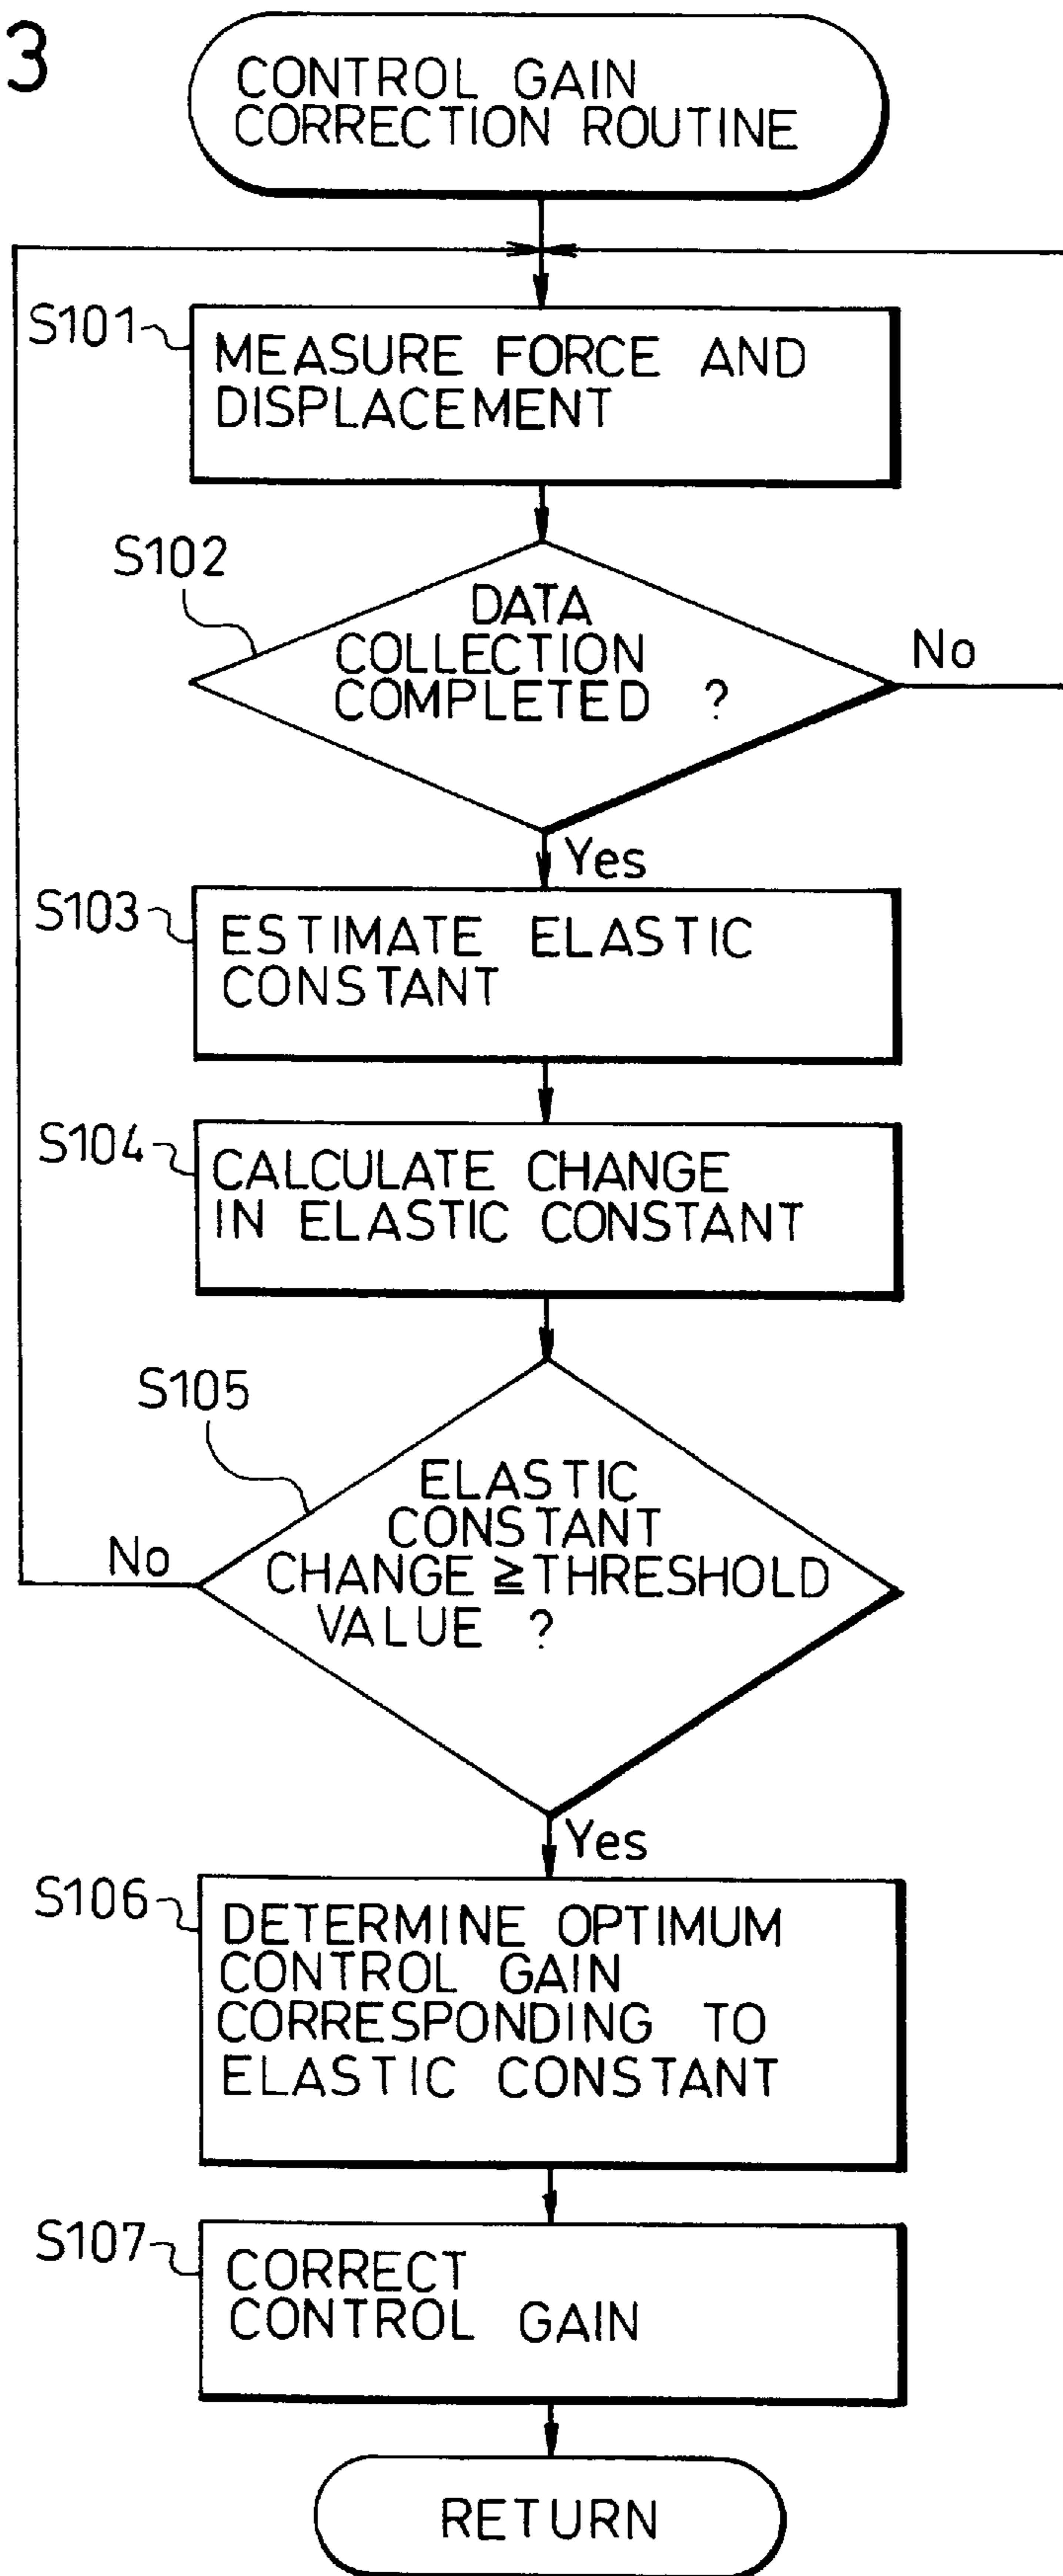 3
CONTROL GAIN
CORRECTION ROUTINE
S101
MEASURE FORCE AND
DISPLACEMENT
S102
DATA
COLLECTION
COMPLETED ?
No
Yes
S103
ESTIMATE ELASTIC
CONSTANT
S104
CALCULATE CHANGE
IN ELASTIC CONSTANT
S105
ELASTIC
CONSTANT
CHANGE ≧ THRESHOLD
VALUE ?
No
Yes
S106
DETERMINE OPTIMUM
CONTROL GAIN
CORRESPONDING TO
ELASTIC CONSTANT
S107
CORRECT
CONTROL GAIN
RETURN